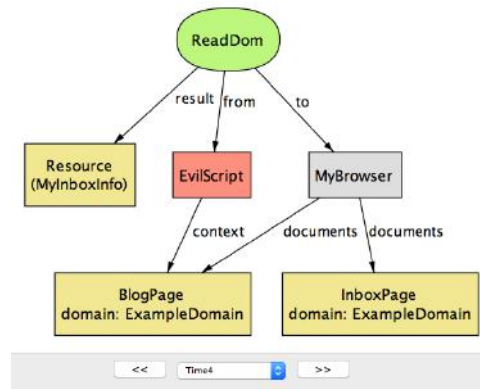 ReadDom
result
from
to
Resource
(MyInboxInfo)
EvilScript
MyBrowser
context
documents
documents
BlogPage
domain: ExampleDomain
InboxPage
domain: ExampleDomain
<<
Time4
>>